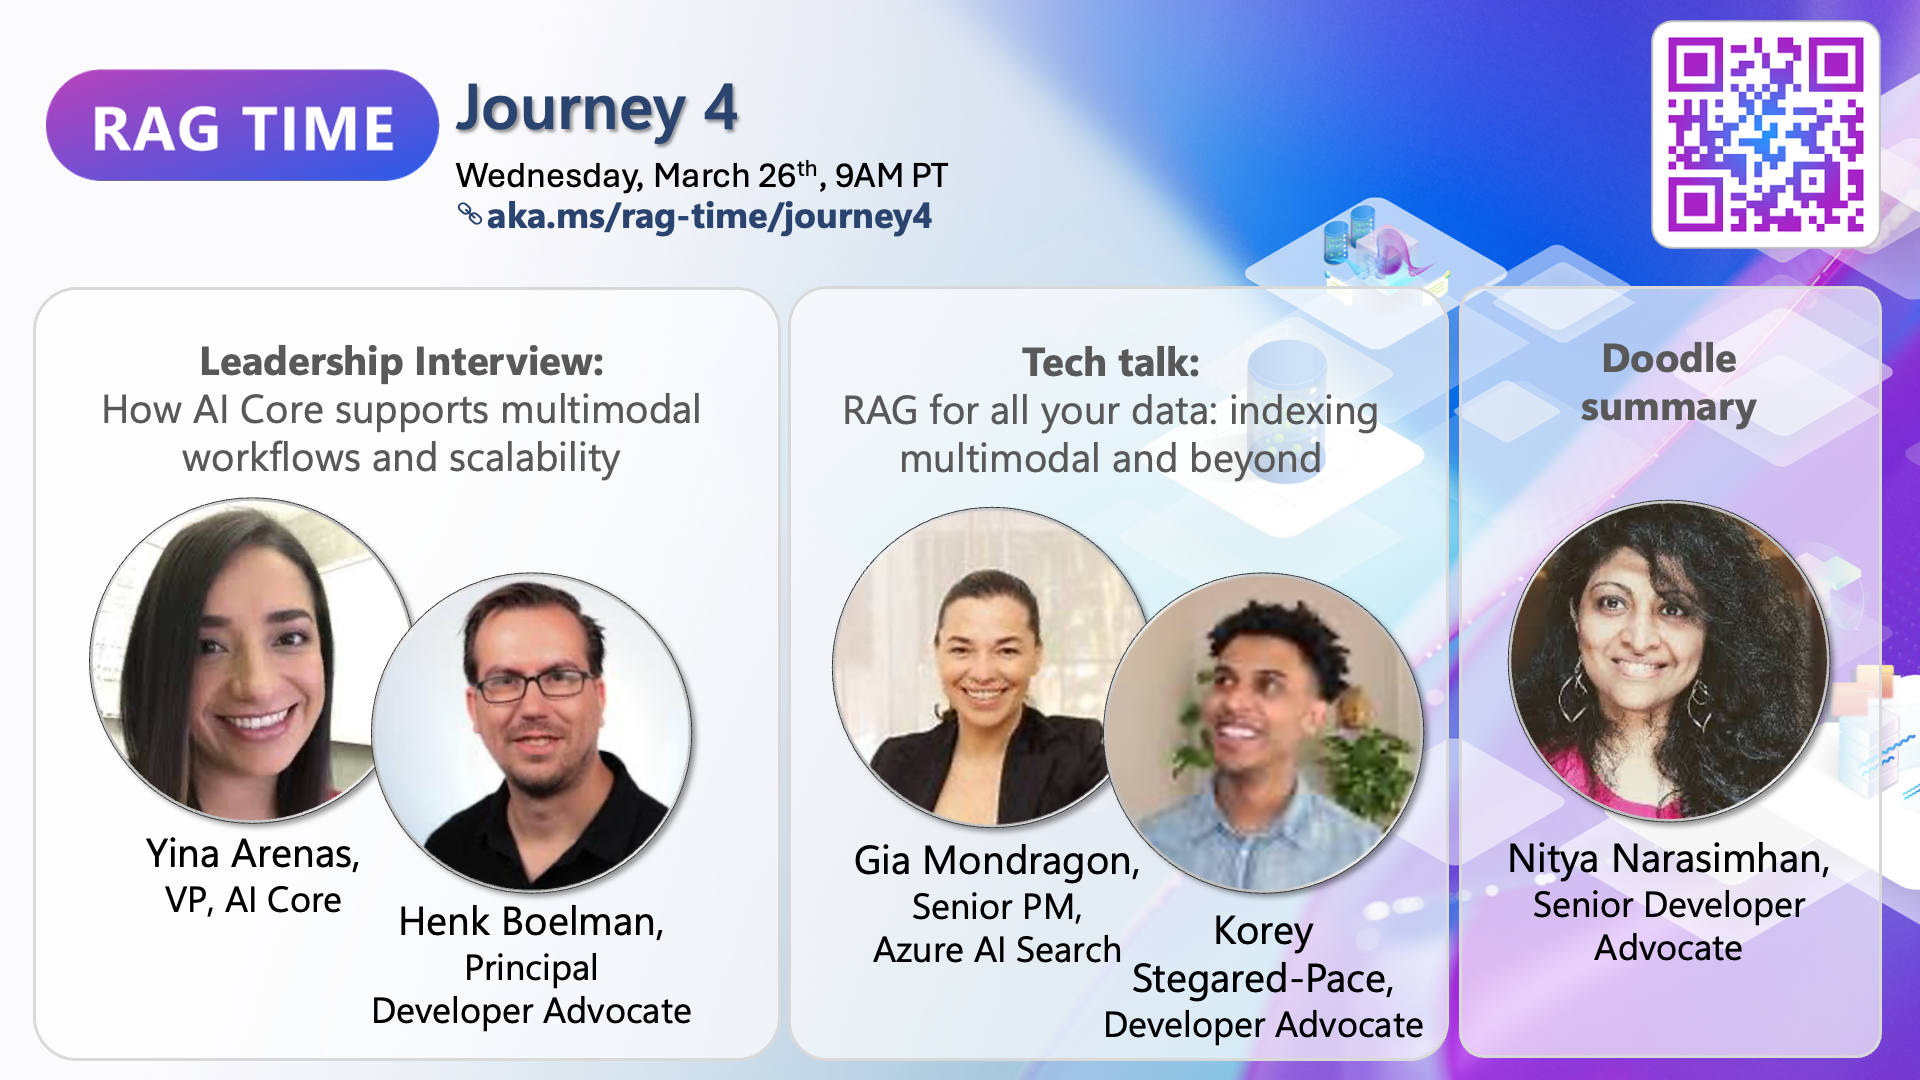 RAG TIME
Journey 4
Wednesday, March 26th, 9AM PT
aka.ms/rag-time/journey4
Leadership Interview:
How AI Core supports multimodal
workflows and scalability
Yina Arenas,
VP, AI Core
Henk Boelman,
Principal
Developer Advocate
Tech talk:
RAG for all your data: indexing
multimodal and beyond
Gia Mondragon,
Senior PM,
Azure AI Search
Korey
Stegared-Pace,
Developer Advocate
Doodle
summary
Nitya Narasimhan,
Senior Developer
Advocate